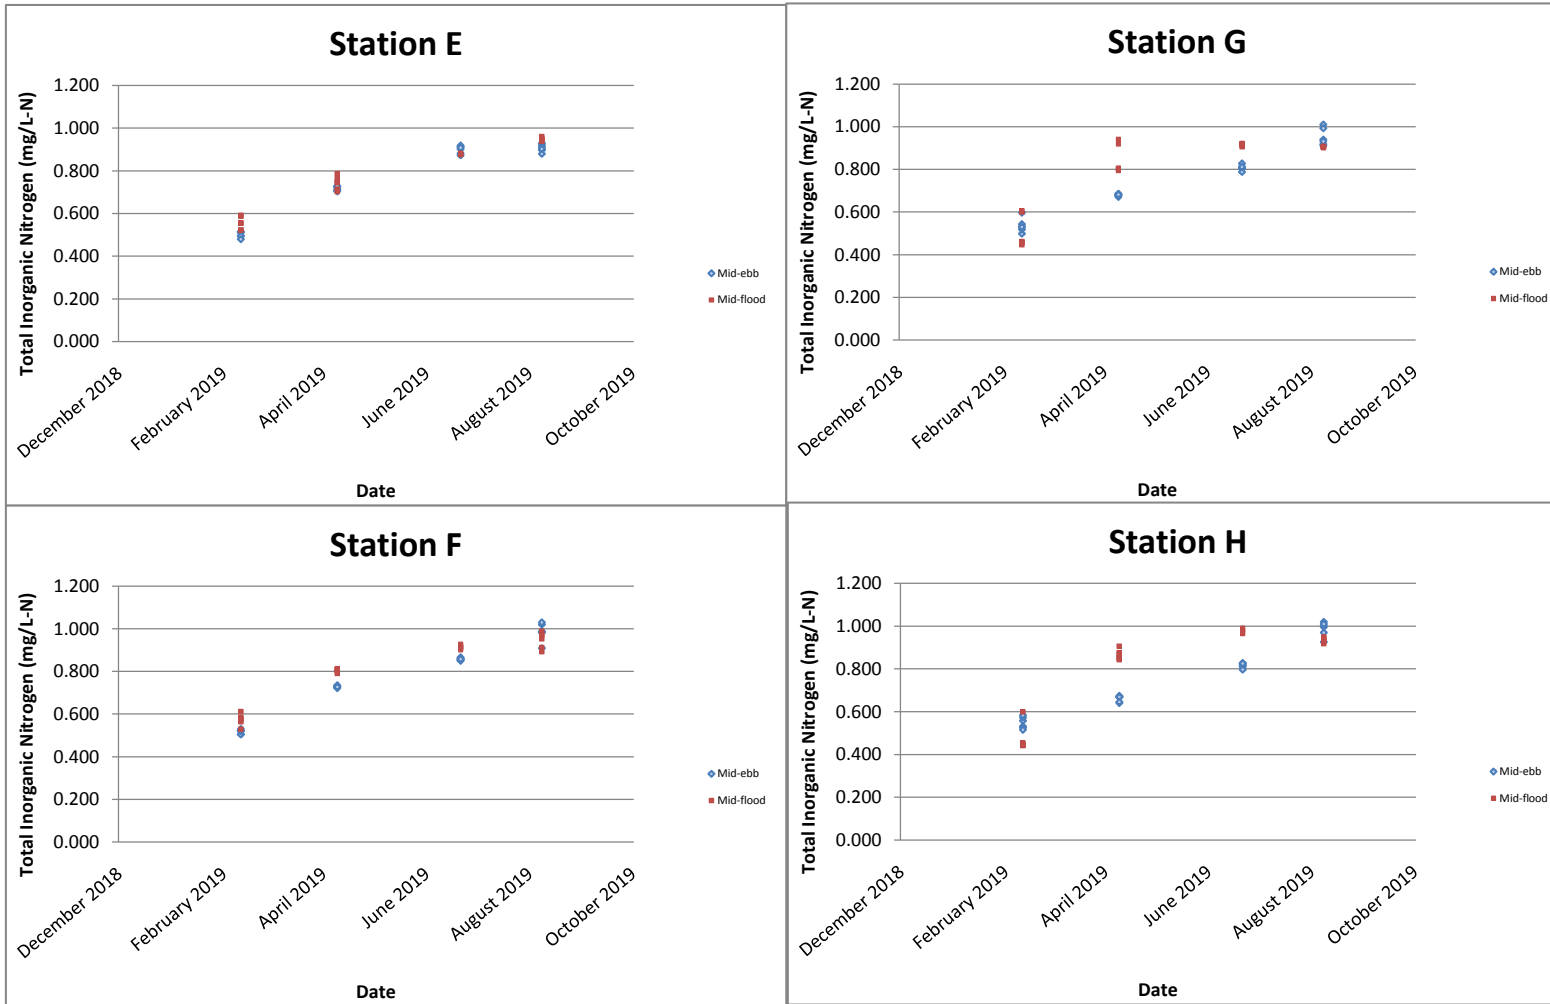 Station E
Total Inorganic Nitrogen (mg/L-N)
1.200
1.000
0.800
0.600
0.400
0.200
0.000
December 2018
February 2019
April 2019
June 2019
August 2019
October 2019
Date
Mid-ebb
Mid-flood
Station G
Total Inorganic Nitrogen (mg/L-N)
1.200
1.000
0.800
0.600
0.400
0.200
0.000
December 2018
February 2019
April 2019
June 2019
August 2019
October 2019
Date
Mid-ebb
Mid-flood
Station F
Total Inorganic Nitrogen (mg/L-N)
1.200
1.000
0.800
0.600
0.400
0.200
0.000
December 2018
February 2019
April 2019
June 2019
August 2019
October 2019
Date
Mid-ebb
Mid-flood
Station H
Total Inorganic Nitrogen (mg/L-N)
1.200
1.000
0.800
0.600
0.400
0.200
0.000
December 2018
February 2019
April 2019
June 2019
August 2019
October 2019
Date
Mid-ebb
Mid-flood